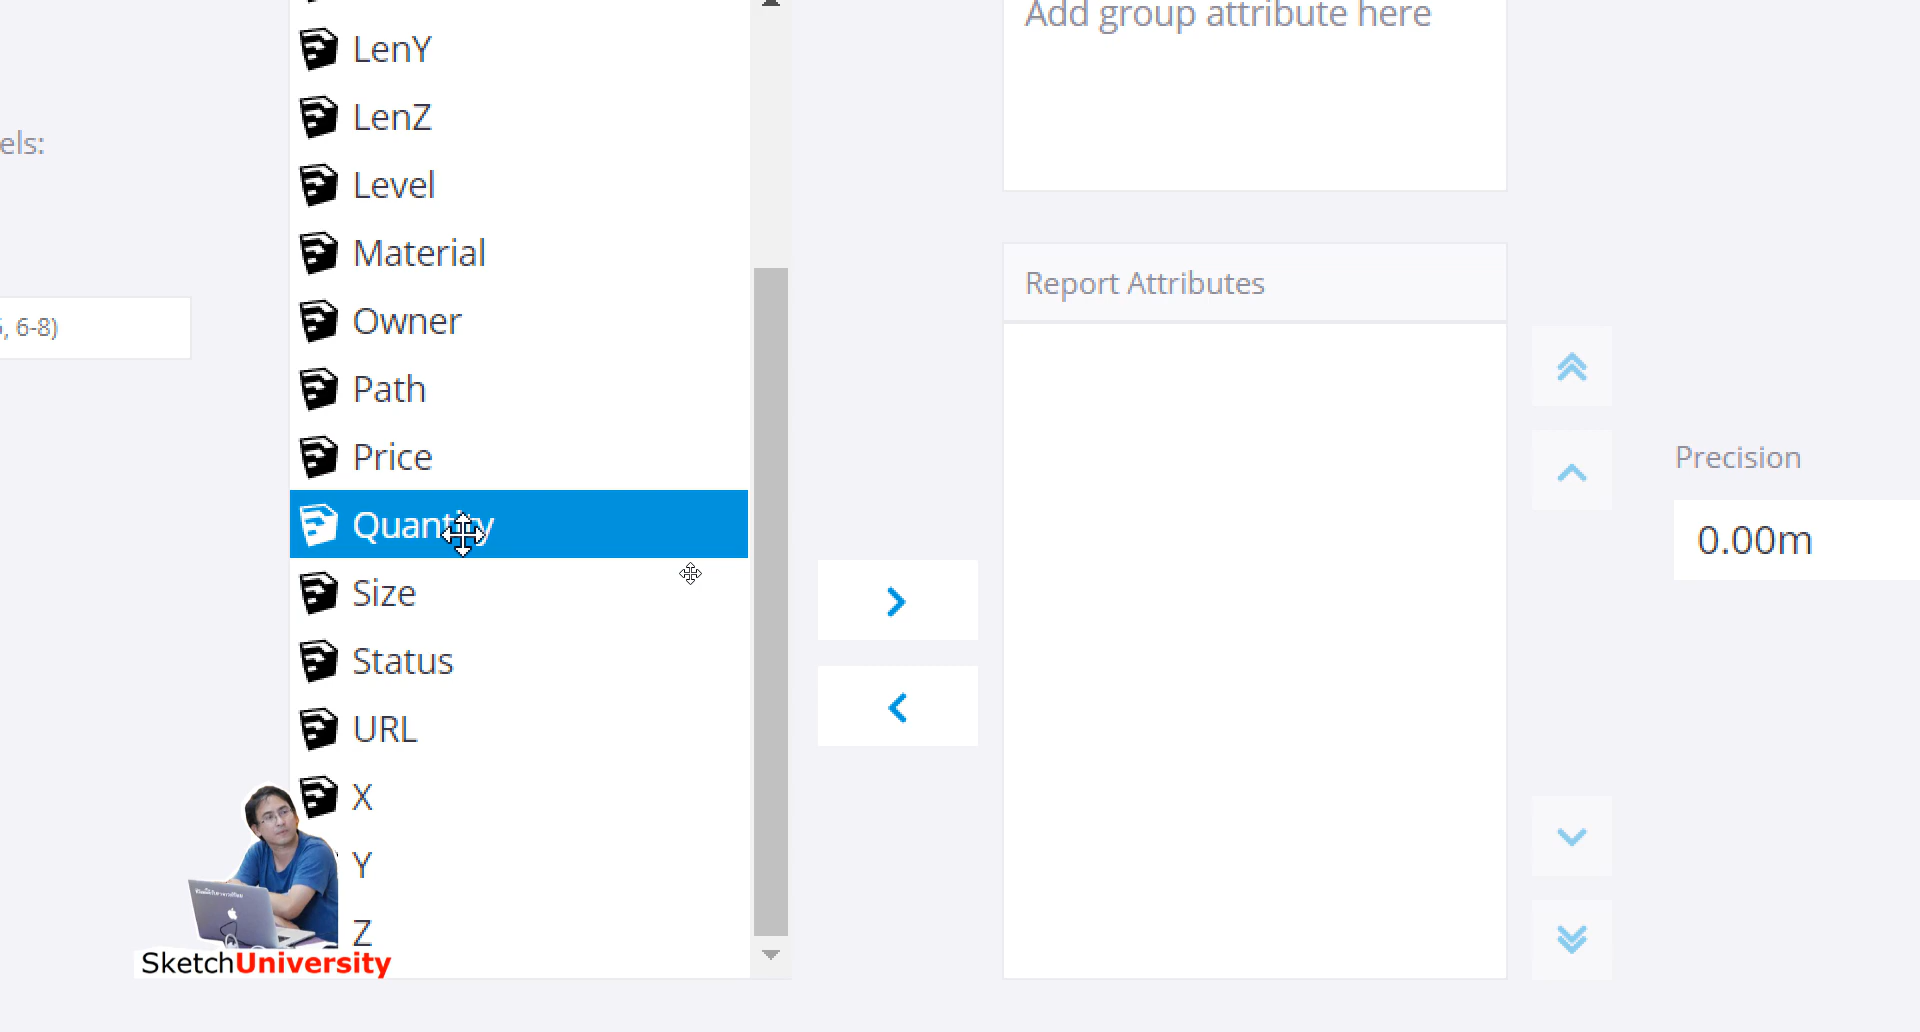 Add group attribute here
LenY
LenZ
els:
Level
Material
Report Attributes
Owner
, 6-8)
Path
Price
Precision
Quantity
0.00m
Size
Status
URL
X
Y
Z
SketchUniversity